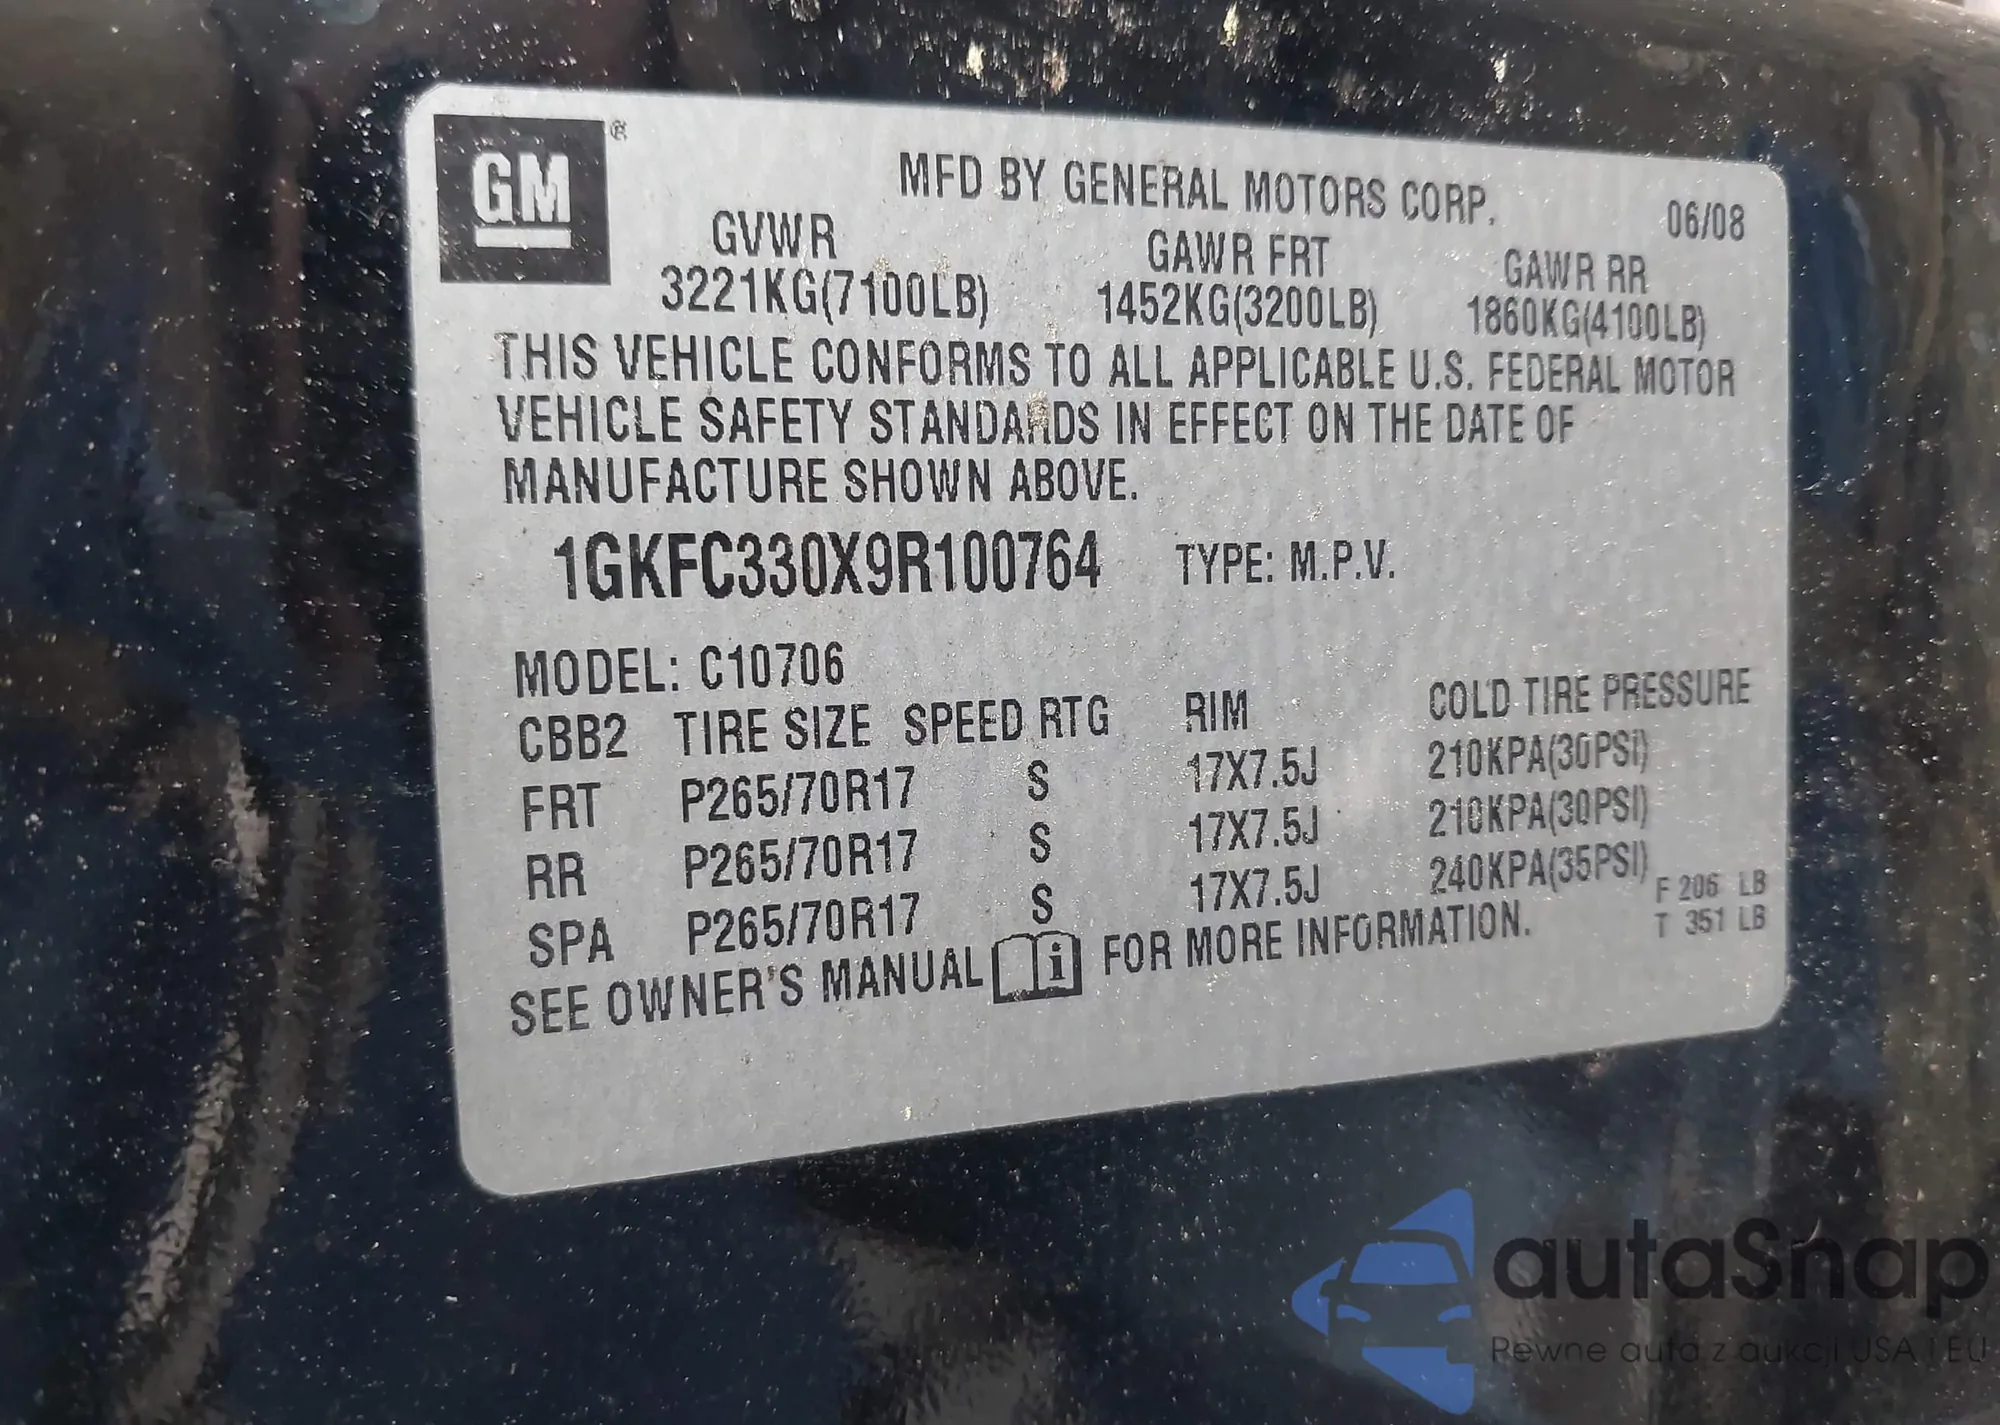 GM®
MFD BY GENERAL MOTORS CORP.
06/08
GVWR GAWR FRT GAWR RR
3221KG(7100LB) 1452KG(3200LB) 1860KG(4100LB)
THIS VEHICLE CONFORMS TO ALL APPLICABLE U.S. FEDERAL MOTOR
VEHICLE SAFETY STANDARDS IN EFFECT ON THE DATE OF
MANUFACTURE SHOWN ABOVE.
1GKFC330X9R100764 TYPE: M.P.V.
MODEL: C10706
CBB2 TIRE SIZE SPEED RTG RIM COLD TIRE PRESSURE
FRT P265/70R17 S 17X7.5J 210KPA(30PSI)
RR P265/70R17 S 17X7.5J 210KPA(30PSI)
SPA P265/70R17 S 17X7.5J 240KPA(35PSI)
F 206 LB
T 351 LB
SEE OWNER'S MANUAL i FOR MORE INFORMATION.
autaSnap
Pewne auta z aukcji USA i EU